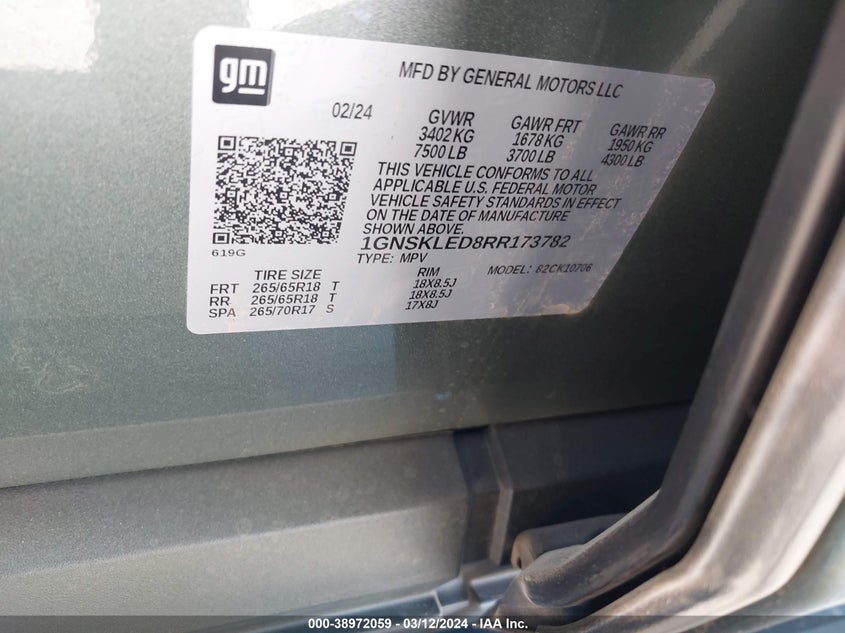 gm
MFD BY GENERAL MOTORS LLC
02/24 GVWR GAWR FRT GAWR RR
3402 KG 1678 KG 1950 KG
7500 LB 3700 LB 4300 LB
THIS VEHICLE CONFORMS TO ALL
APPLICABLE U.S. FEDERAL MOTOR
VEHICLE SAFETY STANDARDS IN EFFECT
ON THE DATE OF MANUFACTURE
SHOWN ABOVE.
1GNSKLED8RR173782
619G
TYPE: MPV MODEL: 82CK10706
TIRE SIZE RIM
FRT 265/65R18 T 18X8.5J
RR 265/65R18 T 18X8.5J
SPA 265/70R17 S 17X8J
000-38972059 - 03/12/2024 - IAA Inc.